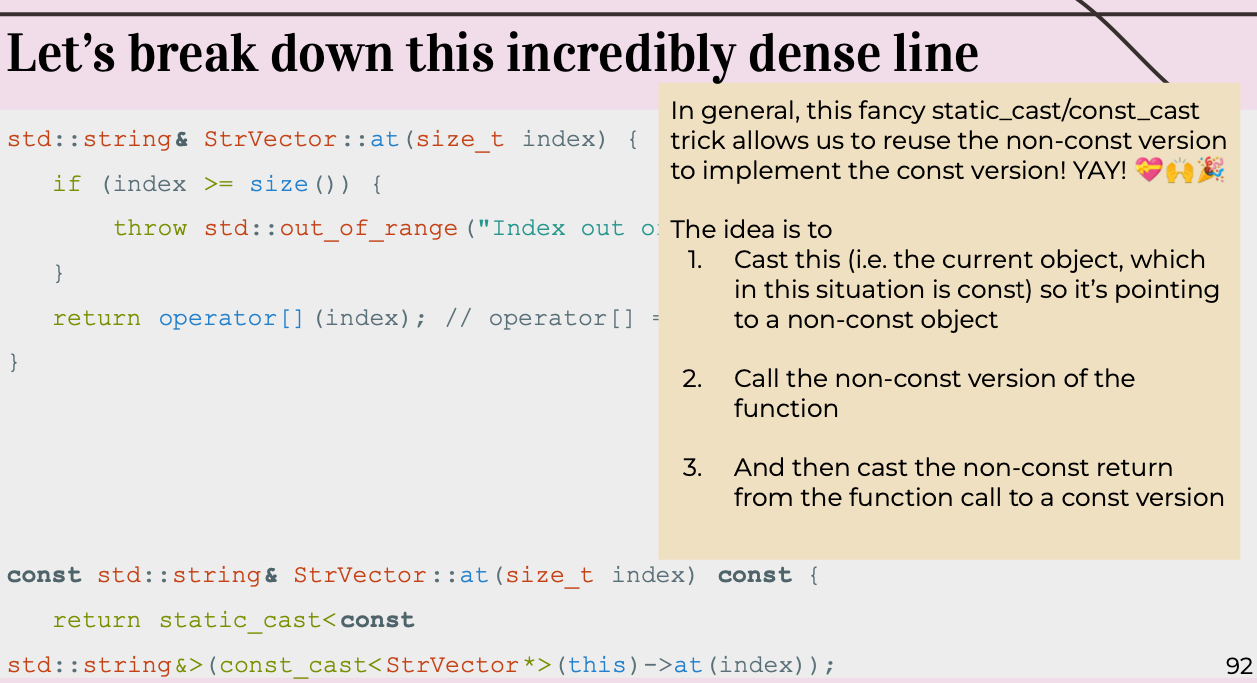 Let's break down this incredibly dense line
std::string& StrVector::at(size_t index) {
if (index >= size()) {
throw std::out_of_range("Index out
}
return operator[](index); // operator[]
}
In general, this fancy static_cast/const_cast
trick allows us to reuse the non-const version
to implement the const version! YAY! 💝🙌🎉
The idea is to
1. Cast this (i.e. the current object, which
in this situation is const) so it's pointing
to a non-const object
2. Call the non-const version of the
function
3. And then cast the non-const return
from the function call to a const version
const std::string& StrVector::at(size_t index) const {
return static_cast<const
std::string&>(const_cast<StrVector*>(this)->at(index));
92